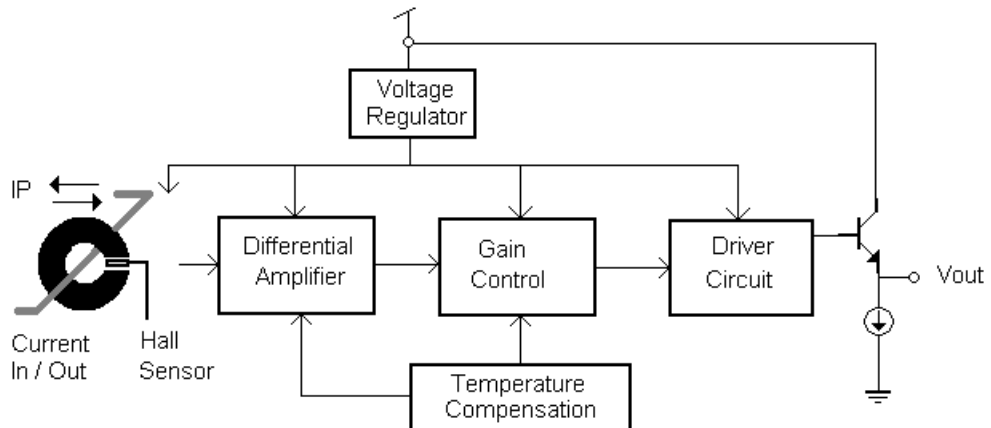 Voltage
Regulator
IP
Differential
Amplifier
Gain
Control
Driver
Circuit
Vout
Current
In / Out
Hall
Sensor
Temperature
Compensation